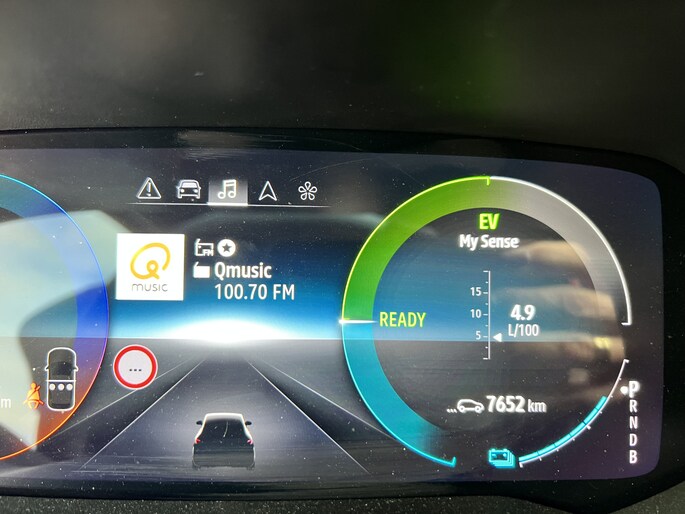 EV
My Sense
Qmusic
100.70 FM
music
READY
15
10
5
4.9
L/100
...
...7652 km
P
R
N
D
B
m